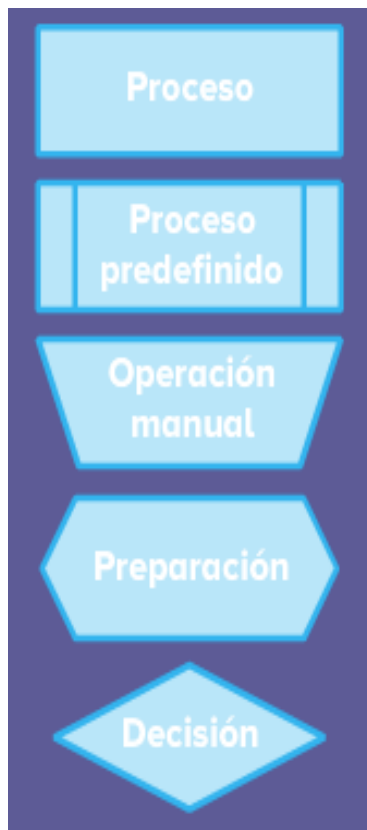 Proceso
Proceso
predefinido
Operación
manual
Preparación
Decisión